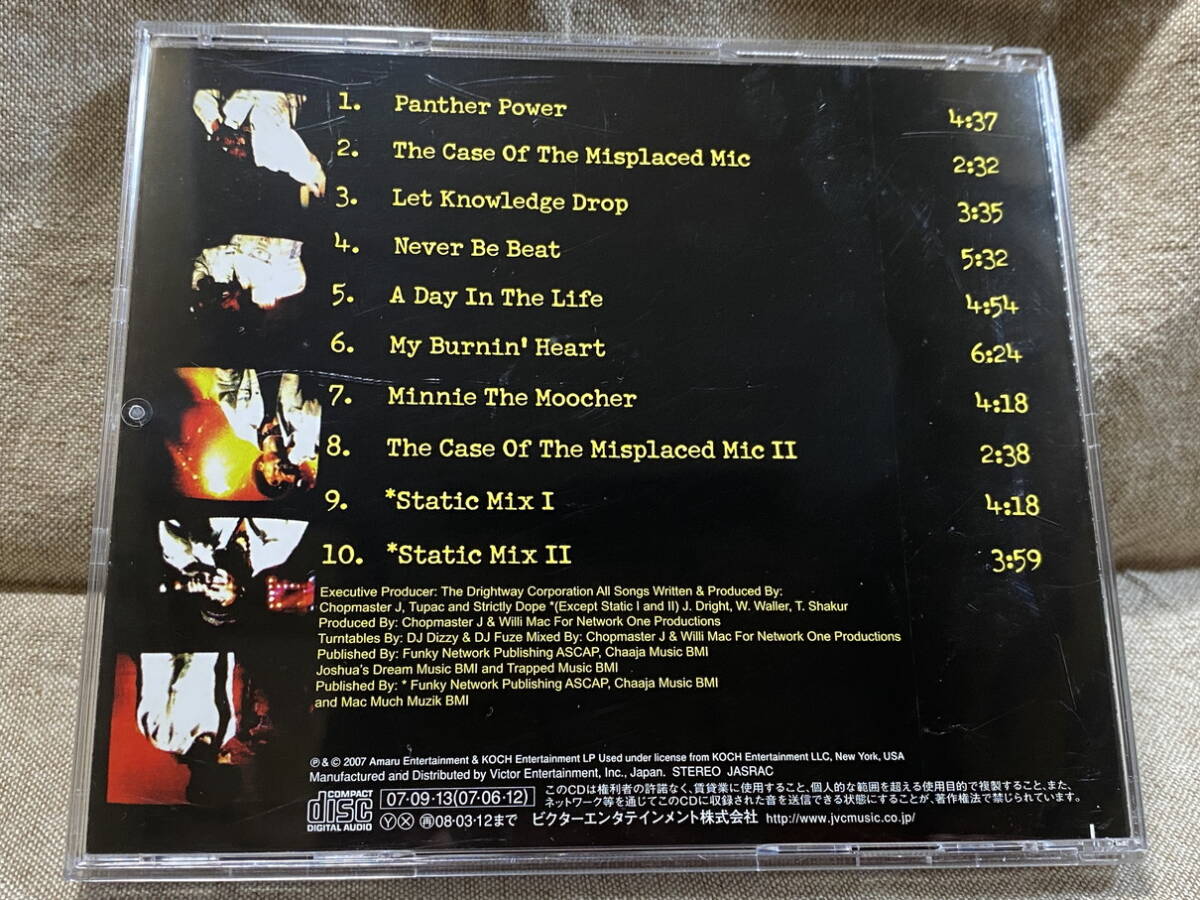 1. Panther Power 4:37
2. The Case Of The Misplaced Mic 2:32
3. Let Knowledge Drop 3:35
4. Never Be Beat 5:32
5. A Day In The Life 4:54
6. My Burnin' Heart 6:24
7. Minnie The Moocher 4:18
8. The Case Of The Misplaced Mic II 2:38
9. *Static Mix I 4:18
10. *Static Mix II 3:59
Executive Producer: The Drightway Corporation All Songs Written & Produced By:
Chopmaster J, Tupac and Strictly Dope *(Except Static I and II) J. Dright, W. Waller, T. Shakur
Produced By: Chopmaster J & Willi Mac For Network One Productions
Turntables By: DJ Dizzy & DJ Fuze Mixed By: Chopmaster J & Willi Mac For Network One Productions
Published By: Funky Network Publishing ASCAP, Chaaja Music BMI
Joshua's Dream Music BMI and Trapped Music BMI
Published By: * Funky Network Publishing ASCAP, Chaaja Music BMI
and Mac Much Muzik BMI
℗ & © 2007 Amaru Entertainment & KOCH Entertainment LP Used under license from KOCH Entertainment LLC, New York, USA
Manufactured and Distributed by Victor Entertainment, Inc., Japan. STEREO JASRAC
COMPACT disc DIGITAL AUDIO
07・09・13(07・06・12)
このCDは権利者の許諾なく、賃貸業に使用すること、個人的な範囲を超える使用目的で複製すること、また、
ネットワーク等を通じてこのCDに収録された音を送信できる状態にすることが、著作権法で禁じられています。
Ⓨ Ⓧ ㊢08・03・12まで ビクターエンタテインメント株式会社 http://www.jvcmusic.co.jp/